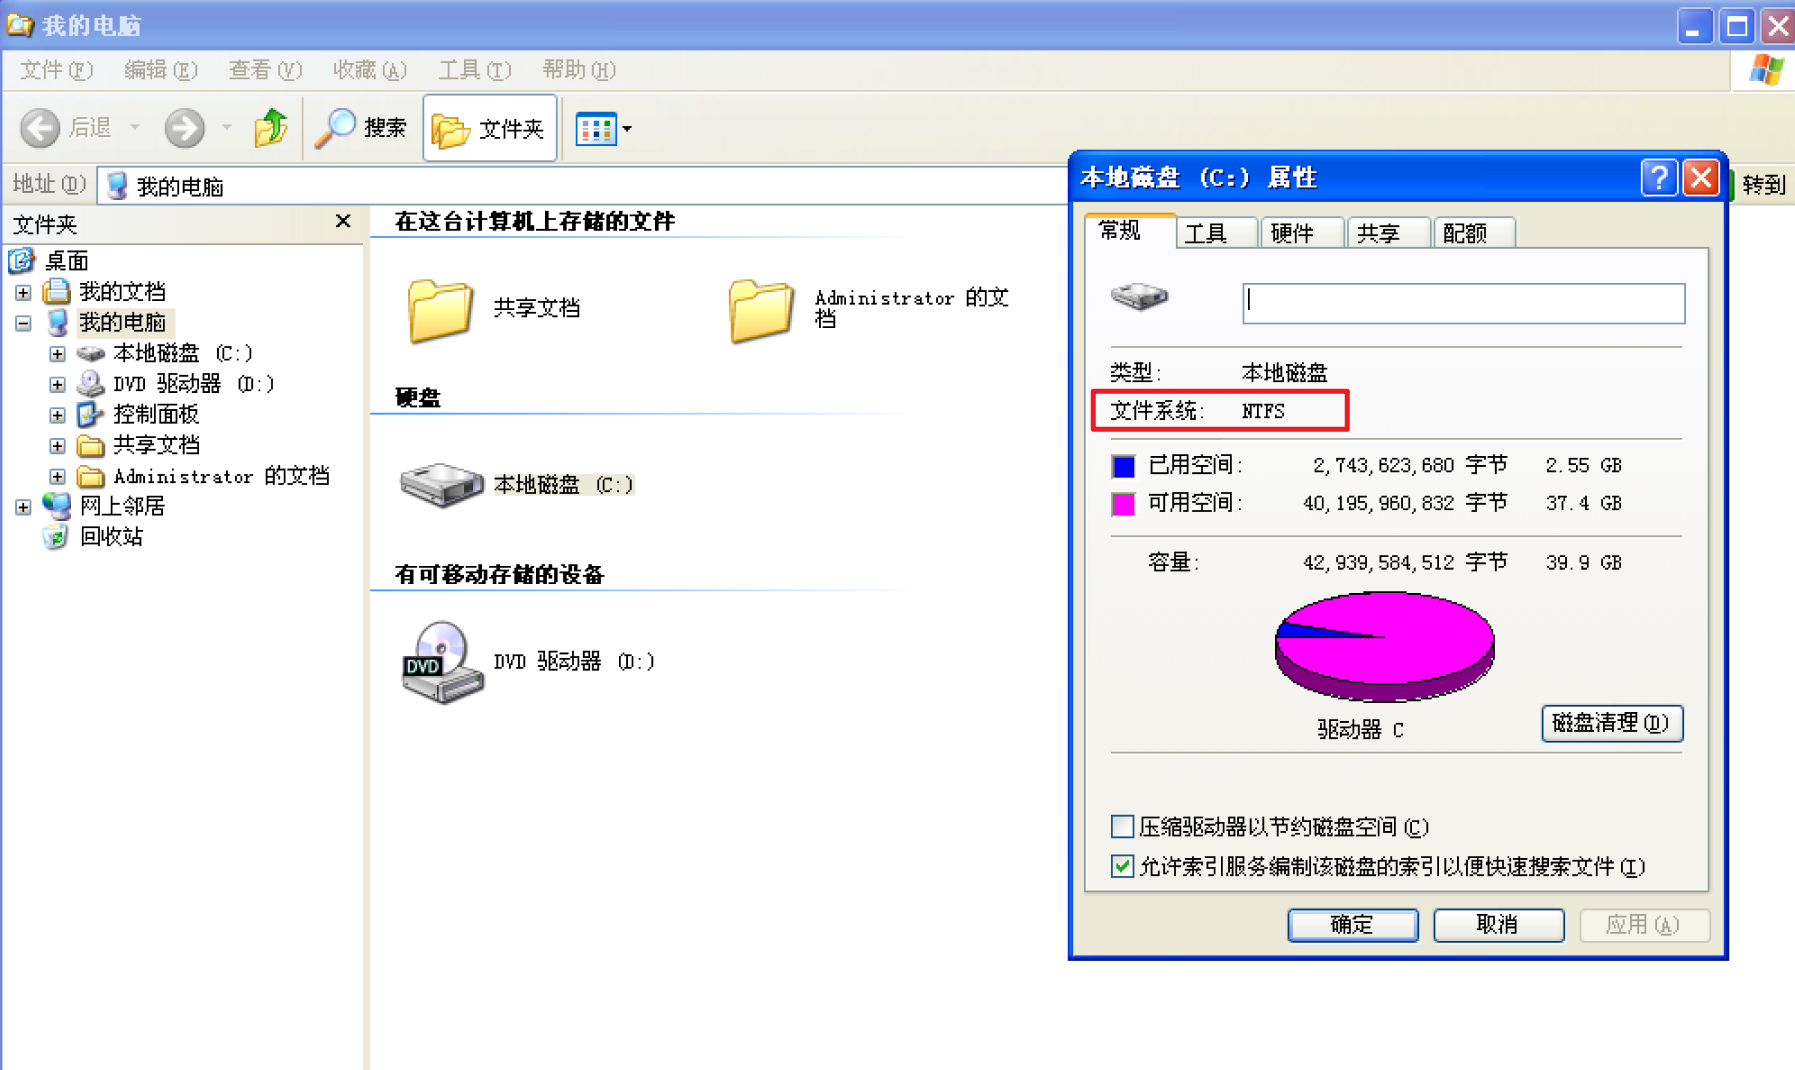 我的电脑
文件(F) 编辑(E) 查看(V) 收藏(A) 工具(T) 帮助(H)
后退 搜索 文件夹
地址(D) 我的电脑 转到
文件夹
桌面
我的文档
我的电脑
本地磁盘 (C:)
DVD 驱动器 (D:)
控制面板
共享文档
Administrator 的文档
网上邻居
回收站
在这台计算机上存储的文件
共享文档
Administrator 的文
档
硬盘
本地磁盘 (C:)
有可移动存储的设备
DVD
DVD 驱动器 (D:)
本地磁盘 (C:) 属性
常规 工具 硬件 共享 配额
类型: 本地磁盘
文件系统: NTFS
已用空间: 2,743,623,680 字节 2.55 GB
可用空间: 40,195,960,832 字节 37.4 GB
容量: 42,939,584,512 字节 39.9 GB
驱动器 C
磁盘清理(D)
压缩驱动器以节约磁盘空间(C)
允许索引服务编制该磁盘的索引以便快速搜索文件(I)
确定 取消 应用(A)